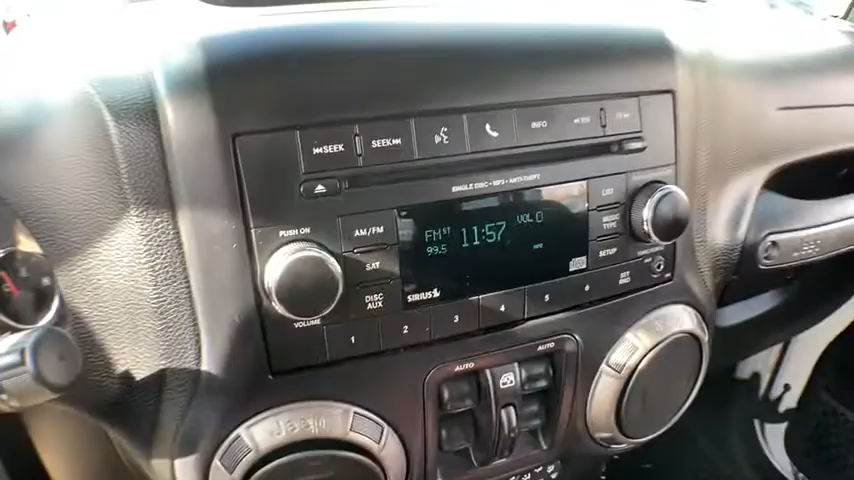 SEEK
SEEK
INFO
SINGLE DISC • MP3 • ANTI-THEFT
LIST
PUSH ON
AM/FM
FM ST
99.5
11:57
VOL 0
ST
MUSIC
TYPE
SAT
SETUP
DISC
AUX
SIRIUS
VOLUME
1
2
3
4
5
6
AUTO
AUTO
Jeep
Jeep